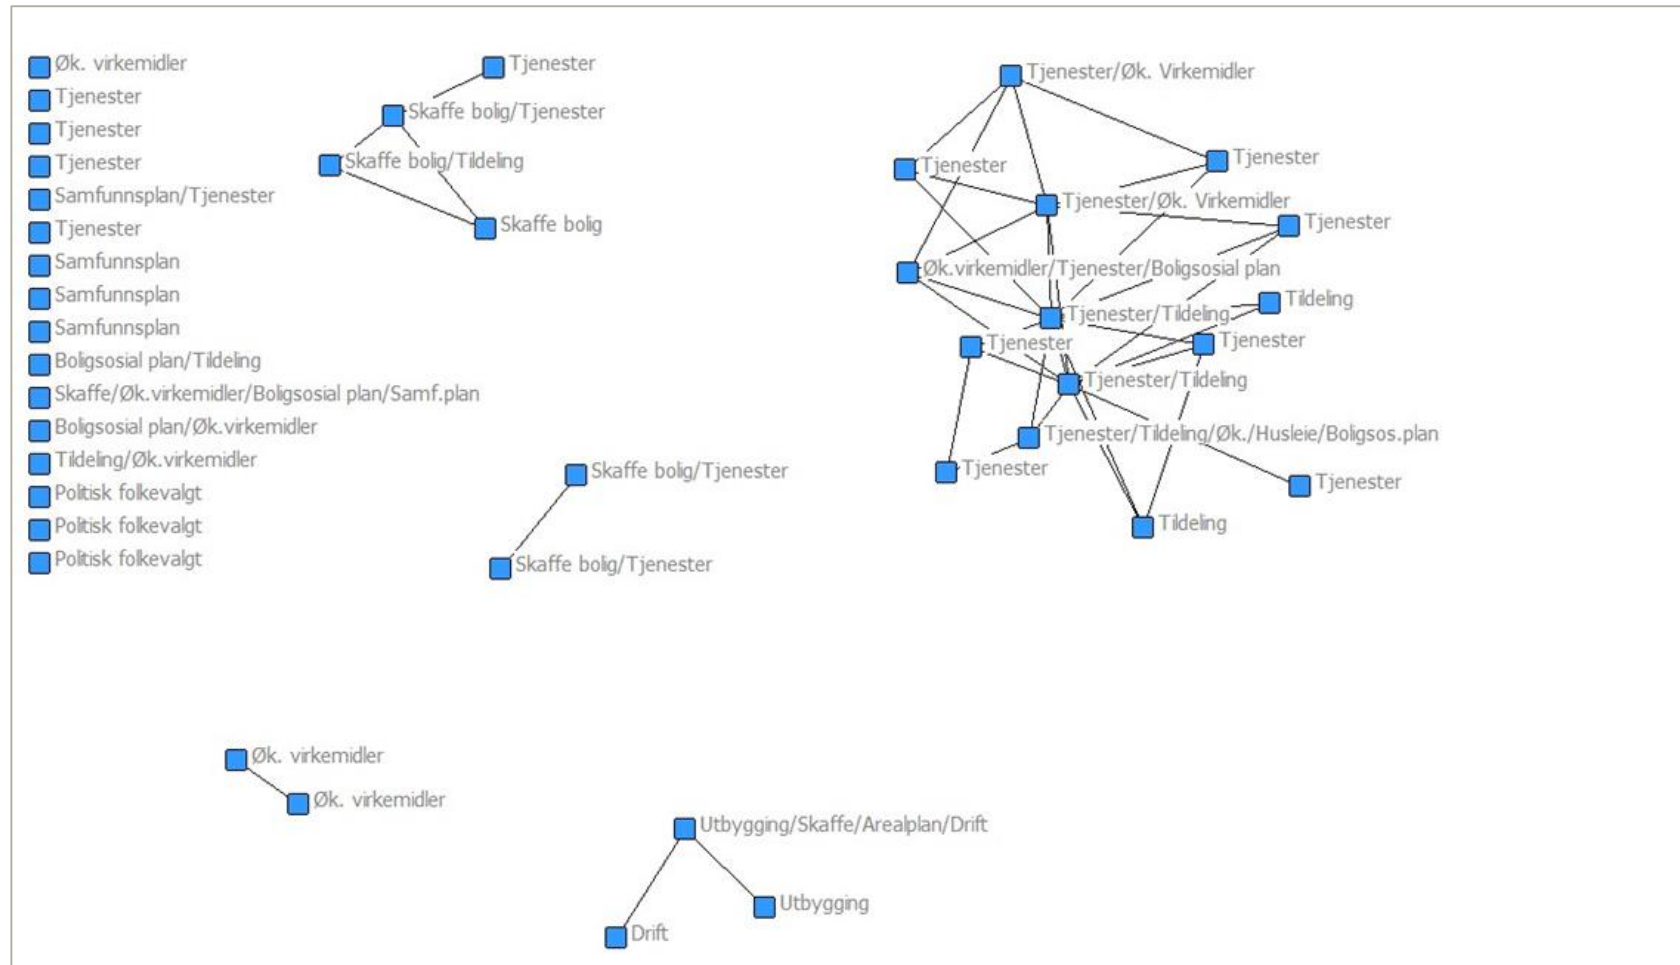 Øk. virkemidler
Tjenester
Tjenester
Tjenester
Samfunnsplan/Tjenester
Tjenester
Samfunnsplan
Samfunnsplan
Samfunnsplan
Boligsosial plan/Tildeling
Skaffe/Øk.virkemidler/Boligsosial plan/Samf.plan
Boligsosial plan/Øk.virkemidler
Tildeling/Øk.virkemidler
Politisk folkevalgt
Politisk folkevalgt
Politisk folkevalgt
Tjenester
Skaffe bolig/Tjenester
Skaffe bolig/Tildeling
Skaffe bolig
Skaffe bolig/Tjenester
Skaffe bolig/Tjenester
Tjenester/Øk. Virkemidler
Tjenester
Tjenester
Tjenester/Øk. Virkemidler
Tjenester
Øk.virkemidler/Tjenester/Boligsosial plan
Tildeling
Tjenester/Tildeling
Tjenester
Tjenester
Tjenester/Tildeling
Tjenester/Tildeling/Øk./Husleie/Boligsos.plan
Tjenester
Tjenester
Tildeling
Øk. virkemidler
Øk. virkemidler
Utbygging/Skaffe/Arealplan/Drift
Utbygging
Drift